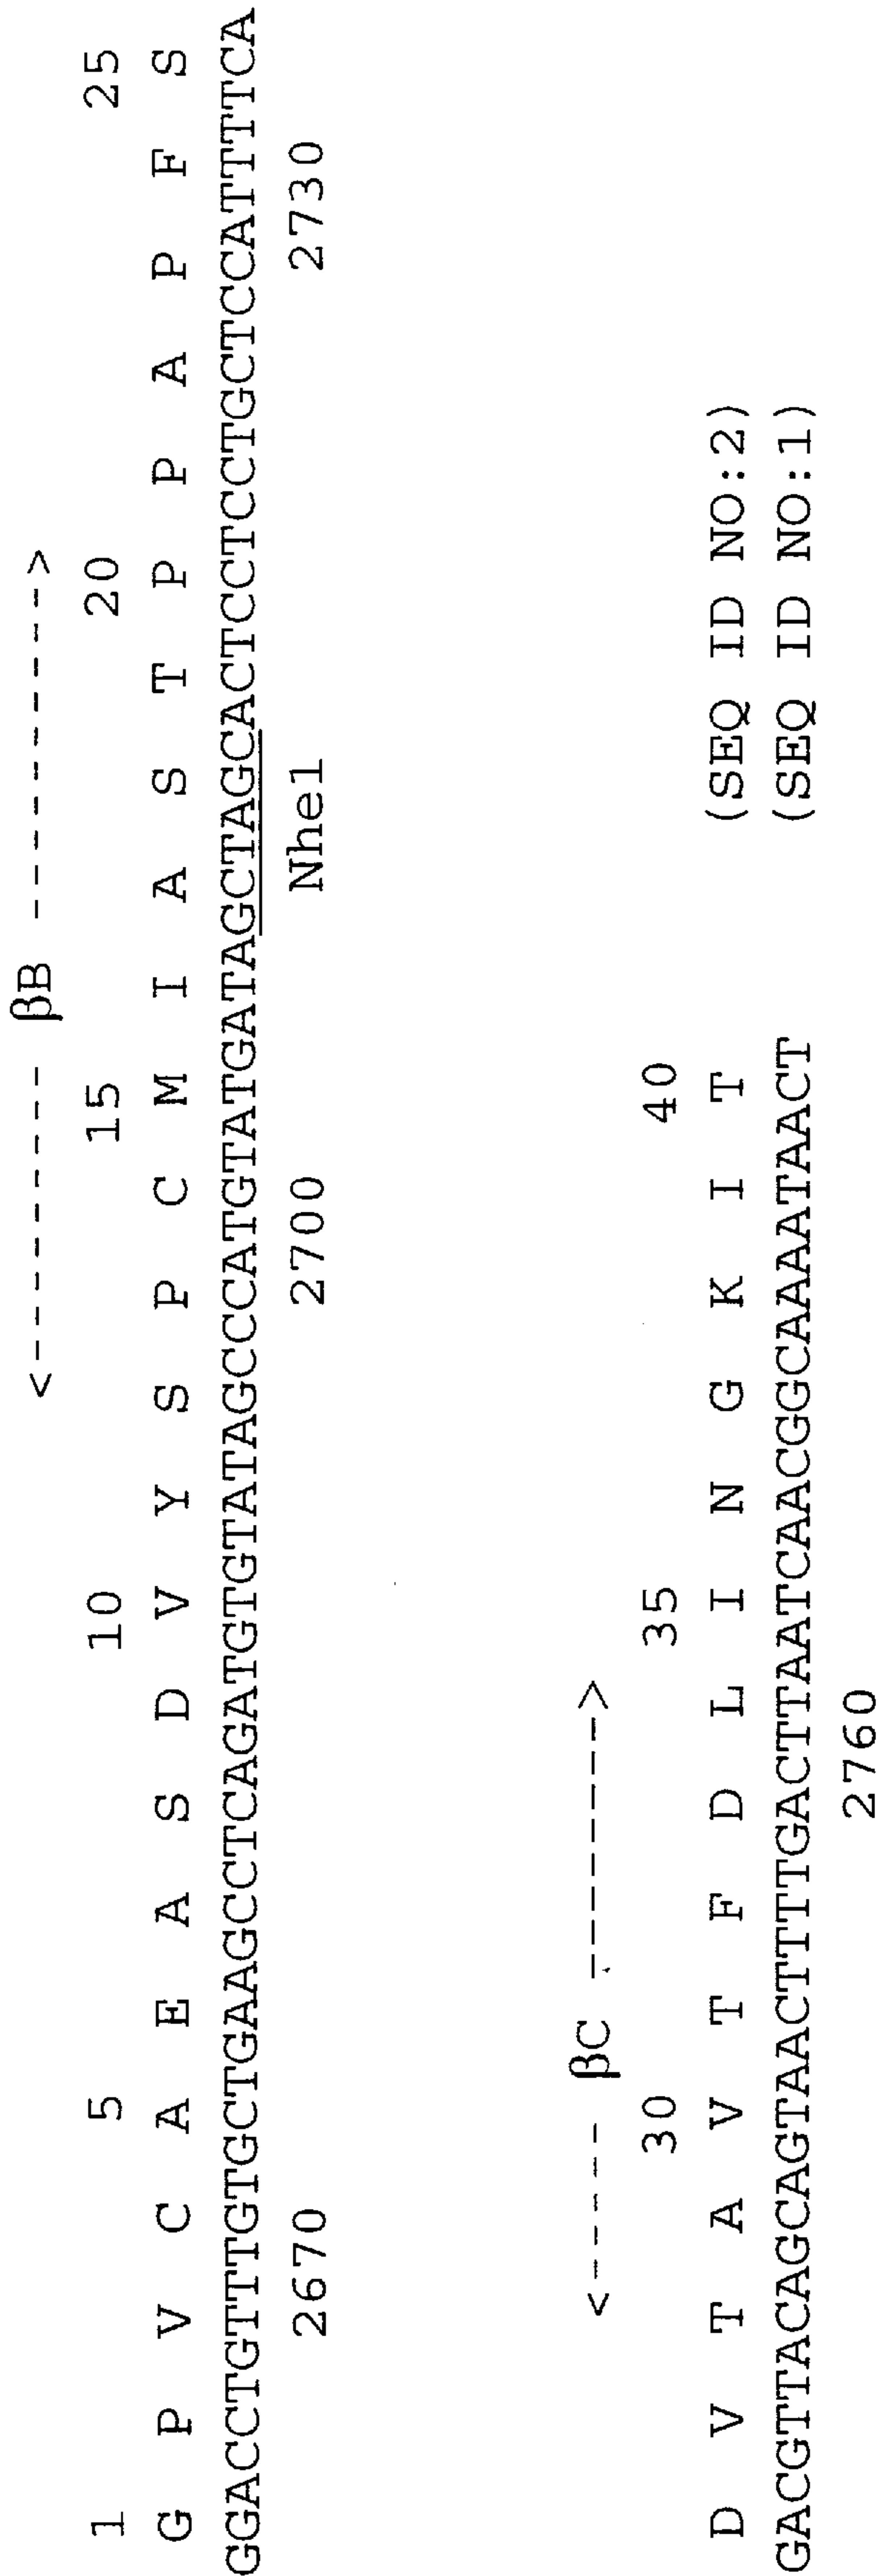 <---------- βB ------------>
1 5 10 15 20 25
G P V C A E A S D V Y S P C M I A S T P P A P F S
GGACCTGTTTGTGCTGAAGCCTCAGATGTGTATAGCCCATGTATGATAGCTAGCACTCCTCCTGCTCCATTTTCA
2670 2700 Nhe1 2730
<------ βC ----------->
30 35 40
D V T A V T F D L I N G K I T (SEQ ID NO:2)
GACGTTACAGCAGTAACTTTTGACTTAATCAACGGCAAAATAACT (SEQ ID NO:1)
2760